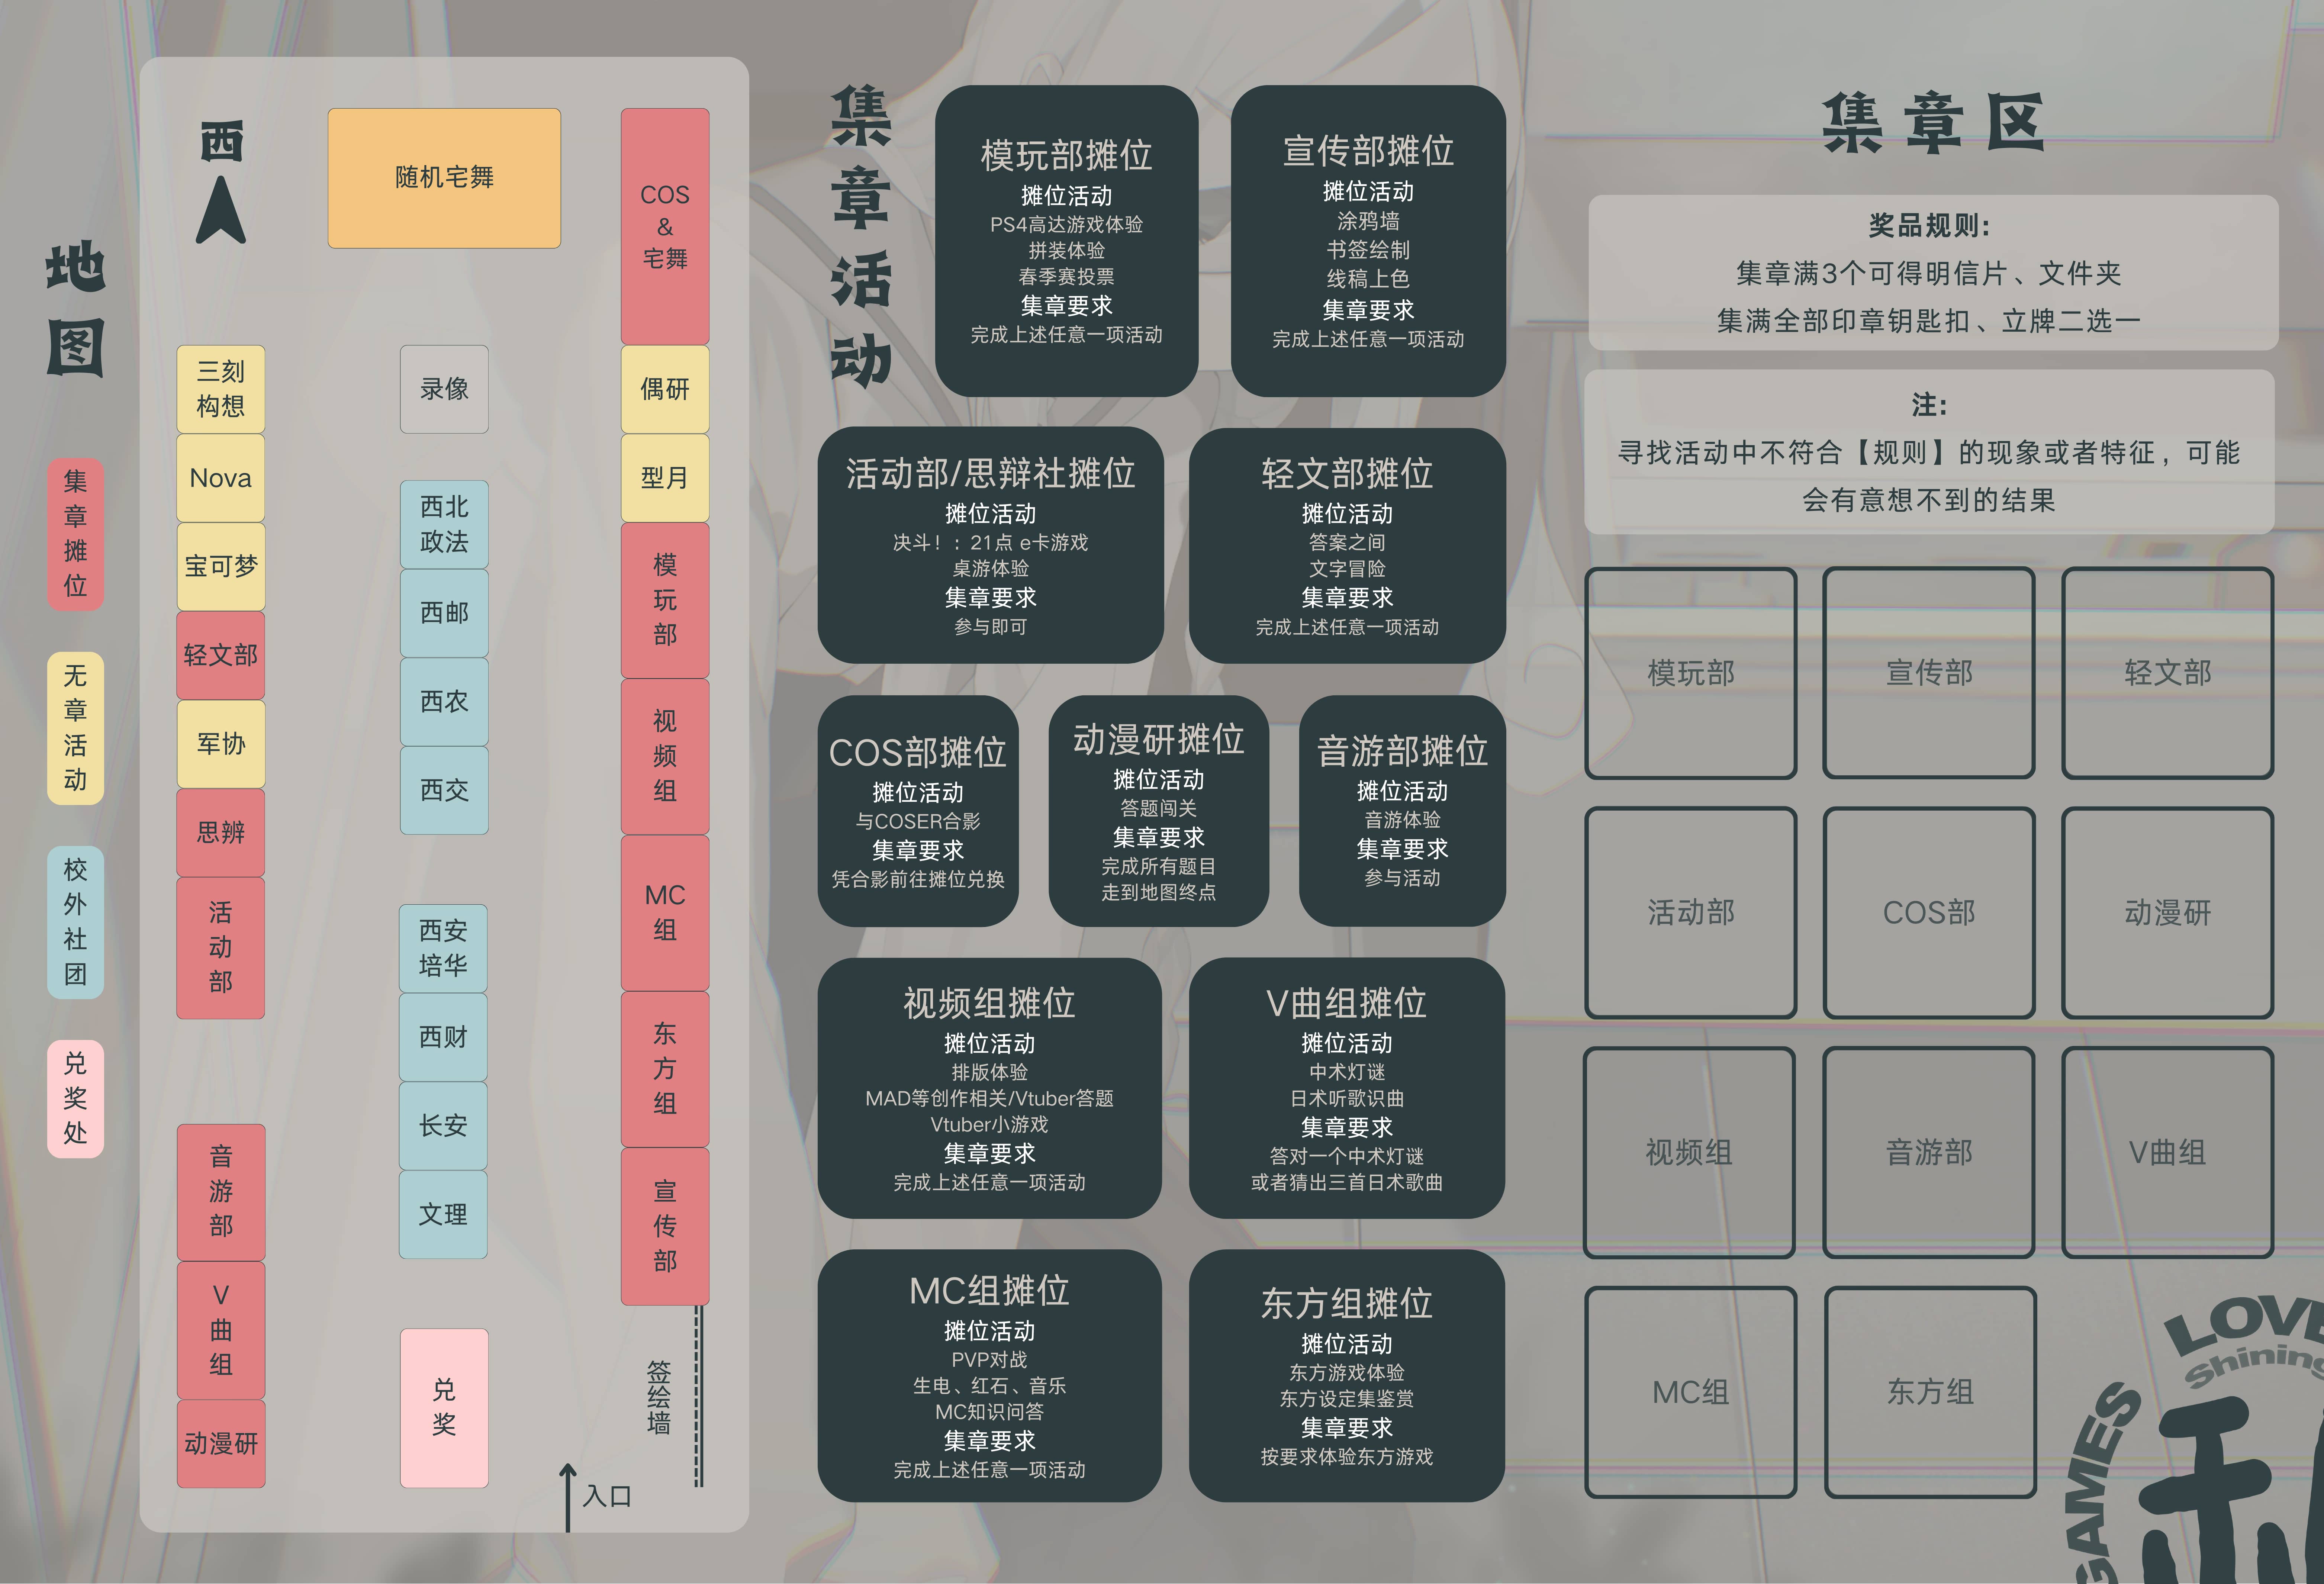 地图
集章摊位
无章活动
校外社团
兑奖处
西
随机宅舞
COS
&
宅舞
三刻
构想
Nova
宝可梦
轻文部
军协
思辨
活动部
音游部
V曲组
动漫研
录像
西北
政法
西邮
西农
西交
西安
培华
西财
长安
文理
兑奖
偶研
型月
模玩部
视频组
MC
组
东方组
宣传部
签绘墙
入口
集章活动
模玩部摊位
摊位活动
PS4高达游戏体验
拼装体验
春季赛投票
集章要求
完成上述任意一项活动
宣传部摊位
摊位活动
涂鸦墙
书签绘制
线稿上色
集章要求
完成上述任意一项活动
活动部/思辩社摊位
摊位活动
决斗！：21点 e卡游戏
桌游体验
集章要求
参与即可
轻文部摊位
摊位活动
答案之间
文字冒险
集章要求
完成上述任意一项活动
COS部摊位
摊位活动
与COSER合影
集章要求
凭合影前往摊位兑换
动漫研摊位
摊位活动
答题闯关
集章要求
完成所有题目
走到地图终点
音游部摊位
摊位活动
音游体验
集章要求
参与活动
视频组摊位
摊位活动
排版体验
MAD等创作相关/Vtuber答题
Vtuber小游戏
集章要求
完成上述任意一项活动
V曲组摊位
摊位活动
中术灯谜
日术听歌识曲
集章要求
答对一个中术灯谜
或者猜出三首日术歌曲
MC组摊位
摊位活动
PVP对战
生电、红石、音乐
MC知识问答
集章要求
完成上述任意一项活动
东方组摊位
摊位活动
东方游戏体验
东方设定集鉴赏
集章要求
按要求体验东方游戏
集章区
奖品规则:
集章满3个可得明信片、文件夹
集满全部印章钥匙扣、立牌二选一
注:
寻找活动中不符合【规则】的现象或者特征，可能
会有意想不到的结果
模玩部
宣传部
轻文部
活动部
COS部
动漫研
视频组
音游部
V曲组
MC组
东方组
LOVE
Shining
GAMES